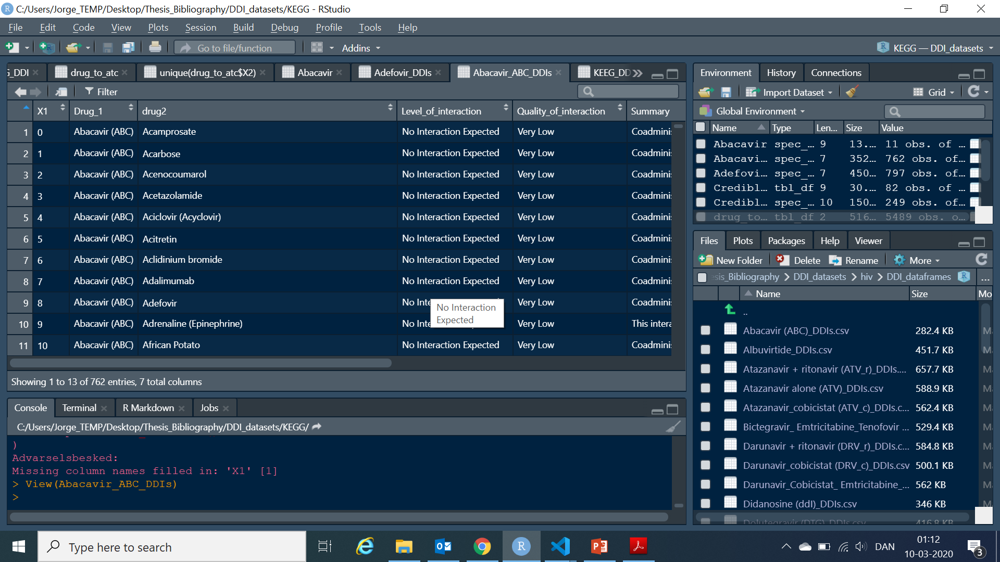 C:/Users/Jorge_TEMP/Desktop/Thesis_Bibliography/DDI_datasets/KEGG - RStudio
File Edit Code View Plots Session Build Debug Profile Tools Help
Go to file/function Addins KEGG — DDI_datasets
G_DDI drug_to_atc unique(drug_to_atc$X2) Abacavir Adefovir_DDIs Abacavir_ABC_DDIs KEEG_DD
Filter
X1 Drug_1 drug2 Level_of_interaction Quality_of_interaction Summary
1 0 Abacavir (ABC) Acamprosate No Interaction Expected Very Low Coadminis
2 1 Abacavir (ABC) Acarbose No Interaction Expected Very Low Coadminis
3 2 Abacavir (ABC) Acenocoumarol No Interaction Expected Very Low Coadminis
4 3 Abacavir (ABC) Acetazolamide No Interaction Expected Very Low Coadminis
5 4 Abacavir (ABC) Aciclovir (Acyclovir) No Interaction Expected Very Low Coadminis
6 5 Abacavir (ABC) Acitretin No Interaction Expected Very Low Coadminis
7 6 Abacavir (ABC) Aclidinium bromide No Interaction Expected Very Low Coadminis
8 7 Abacavir (ABC) Adalimumab No Interaction Expected Very Low Coadminis
9 8 Abacavir (ABC) Adefovir No Inte Very Low Coadminis
No Interaction
Expected
10 9 Abacavir (ABC) Adrenaline (Epinephrine) No Inte Very Low This intera
11 10 Abacavir (ABC) African Potato No Interaction Expected Very Low Coadminis
Showing 1 to 13 of 762 entries, 7 total columns
Console Terminal R Markdown Jobs
C:/Users/Jorge_TEMP/Desktop/Thesis_Bibliography/DDI_datasets/KEGG/
)
Advarselsbesked:
Missing column names filled in: 'X1' [1]
> View(Abacavir_ABC_DDIs)
>
Environment History Connections
Import Dataset Grid
Global Environment
Name Type Len... Size Value
Abacavir spec_... 9 13.... 11 obs. of ...
Abacavi... spec_... 7 352... 762 obs. of...
Adefovi... spec_... 7 450... 797 obs. of...
Credibl... tbl_df 9 30.... 82 obs. of ...
Credibl... spec_... 10 150... 249 obs. of...
drug_to... tbl_df 2 516... 5489 obs. o...
Files Plots Packages Help Viewer
New Folder Delete Rename More
esis_Bibliography DDI_datasets hiv DDI_dataframes ...
Name Size Mo
..
Abacavir (ABC)_DDIs.csv 282.4 KB M
Albuvirtide_DDIs.csv 451.7 KB M
Atazanavir + ritonavir (ATV_r)_DDIs.... 657.7 KB M
Atazanavir alone (ATV)_DDIs.csv 588.9 KB M
Atazanavir_cobicistat (ATV_c)_DDIs.c... 562.4 KB M
Bictegravir_ Emtricitabine_Tenofovir ... 529.4 KB M
Darunavir + ritonavir (DRV_r)_DDIs.c... 584.8 KB M
Darunavir_cobicistat (DRV_c)_DDIs.csv 500.1 KB M
Darunavir_Cobicistat_ Emtricitabine_... 562 KB M
Didanosine (ddI)_DDIs.csv 346 KB M
Dolutegravir (DTG)_DDIs.csv 416.8 KB M
Type here to search
DAN
01:12
10-03-2020
3